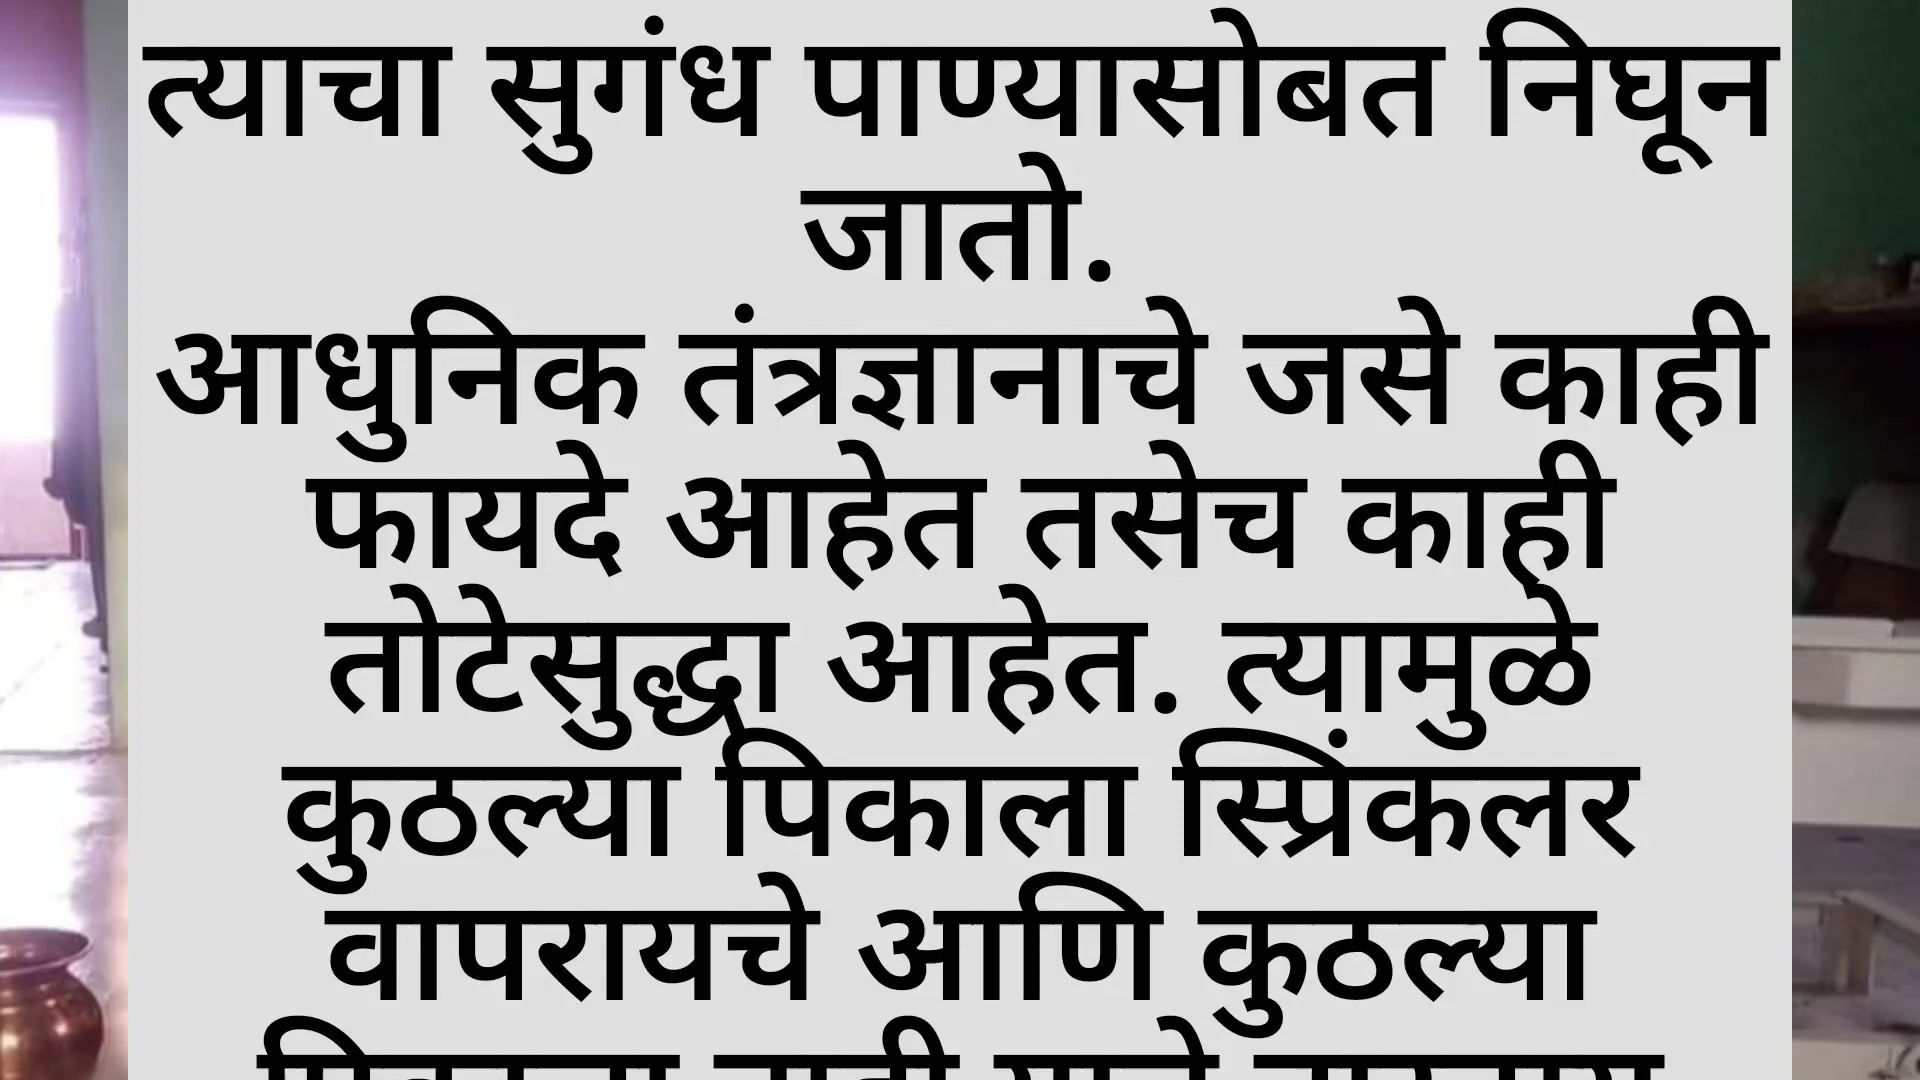 त्याचा सुगंध पाण्यासोबत निघून
जातो.
आधुनिक तंत्रज्ञानाचे जसे काही
फायदे आहेत तसेच काही
तोटेसुद्धा आहेत. त्यामुळे
कुठल्या पिकाला स्प्रिंकलर
वापरायचे आणि कुठल्या